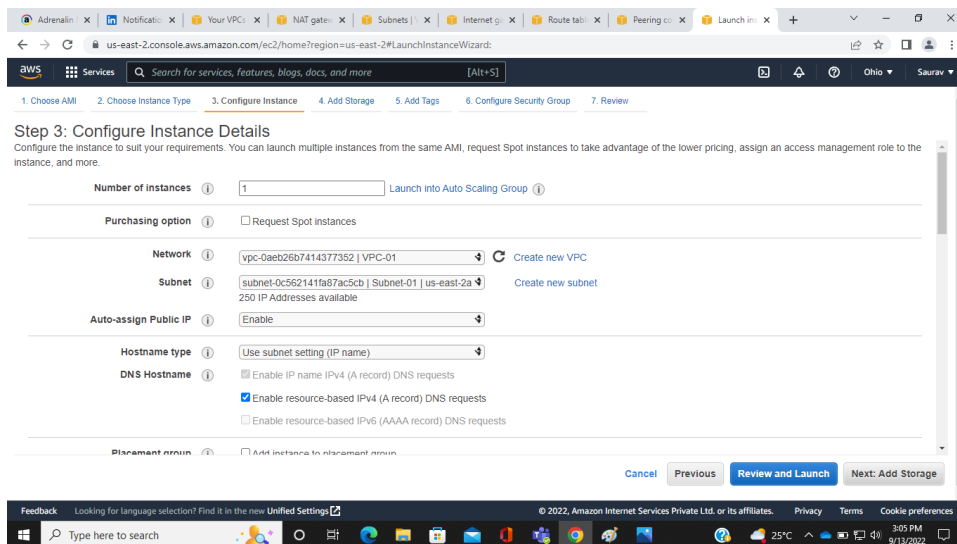 Adrenalin
Notification
Your VPCs
NAT gatew
Subnets | V
Internet ga
Route tabl
Peering co
Launch ins
us-east-2.console.aws.amazon.com/ec2/home?region=us-east-2#LaunchInstanceWizard:
aws Services Search for services, features, blogs, docs, and more [Alt+S] Ohio Saurav
1. Choose AMI 2. Choose Instance Type 3. Configure Instance 4. Add Storage 5. Add Tags 6. Configure Security Group 7. Review
Step 3: Configure Instance Details
Configure the instance to suit your requirements. You can launch multiple instances from the same AMI, request Spot instances to take advantage of the lower pricing, assign an access management role to the
instance, and more.
Number of instances 1 Launch into Auto Scaling Group
Purchasing option Request Spot instances
Network vpc-0aeb26b7414377352 | VPC-01 Create new VPC
Subnet subnet-0c562141fa87ac5cb | Subnet-01 | us-east-2a Create new subnet
250 IP Addresses available
Auto-assign Public IP Enable
Hostname type Use subnet setting (IP name)
DNS Hostname Enable IP name IPv4 (A record) DNS requests
Enable resource-based IPv4 (A record) DNS requests
Enable resource-based IPv6 (AAAA record) DNS requests
Placement group Add instance to placement group
Cancel Previous Review and Launch Next: Add Storage
Feedback Looking for language selection? Find it in the new Unified Settings © 2022, Amazon Internet Services Private Ltd. or its affiliates. Privacy Terms Cookie preferences
Type here to search 25°C 3:05 PM
9/13/2022